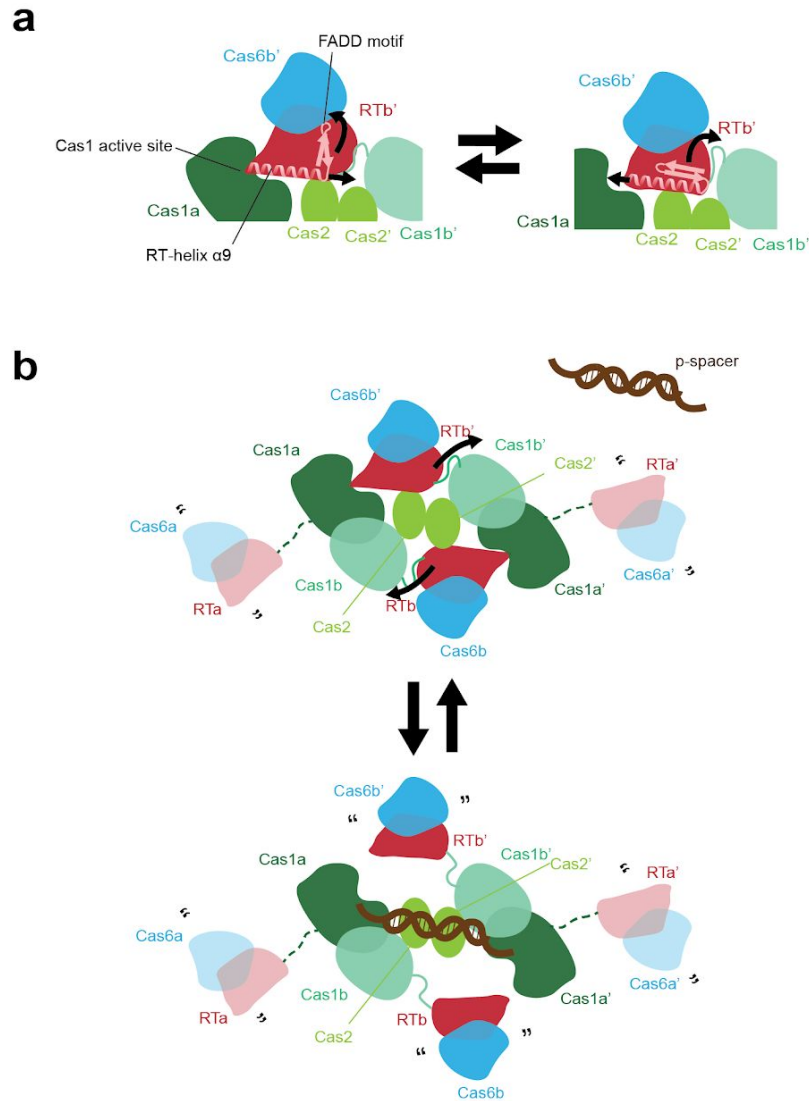 a
FADD motif
Cas6b’
RTb’
Cas1 active site
Cas1a
RT-helix α9
Cas2
Cas2’
Cas1b’
Cas6b’
RTb’
Cas1a
Cas2
Cas2’
Cas1b’
b
p-spacer
Cas6b’
RTb’
Cas1b’
Cas1a
Cas2’
“
RTa’
“
Cas6a
Cas6a’
”
RTa
”
Cas1b
RTb
Cas1a’
Cas2
Cas6b
Cas6b’
“
”
RTb’
Cas1b’
Cas1a
Cas2’
“
RTa’
“
Cas6a
Cas6a’
”
RTa
”
Cas1b
Cas1a’
RTb
Cas2
“
”
Cas6b